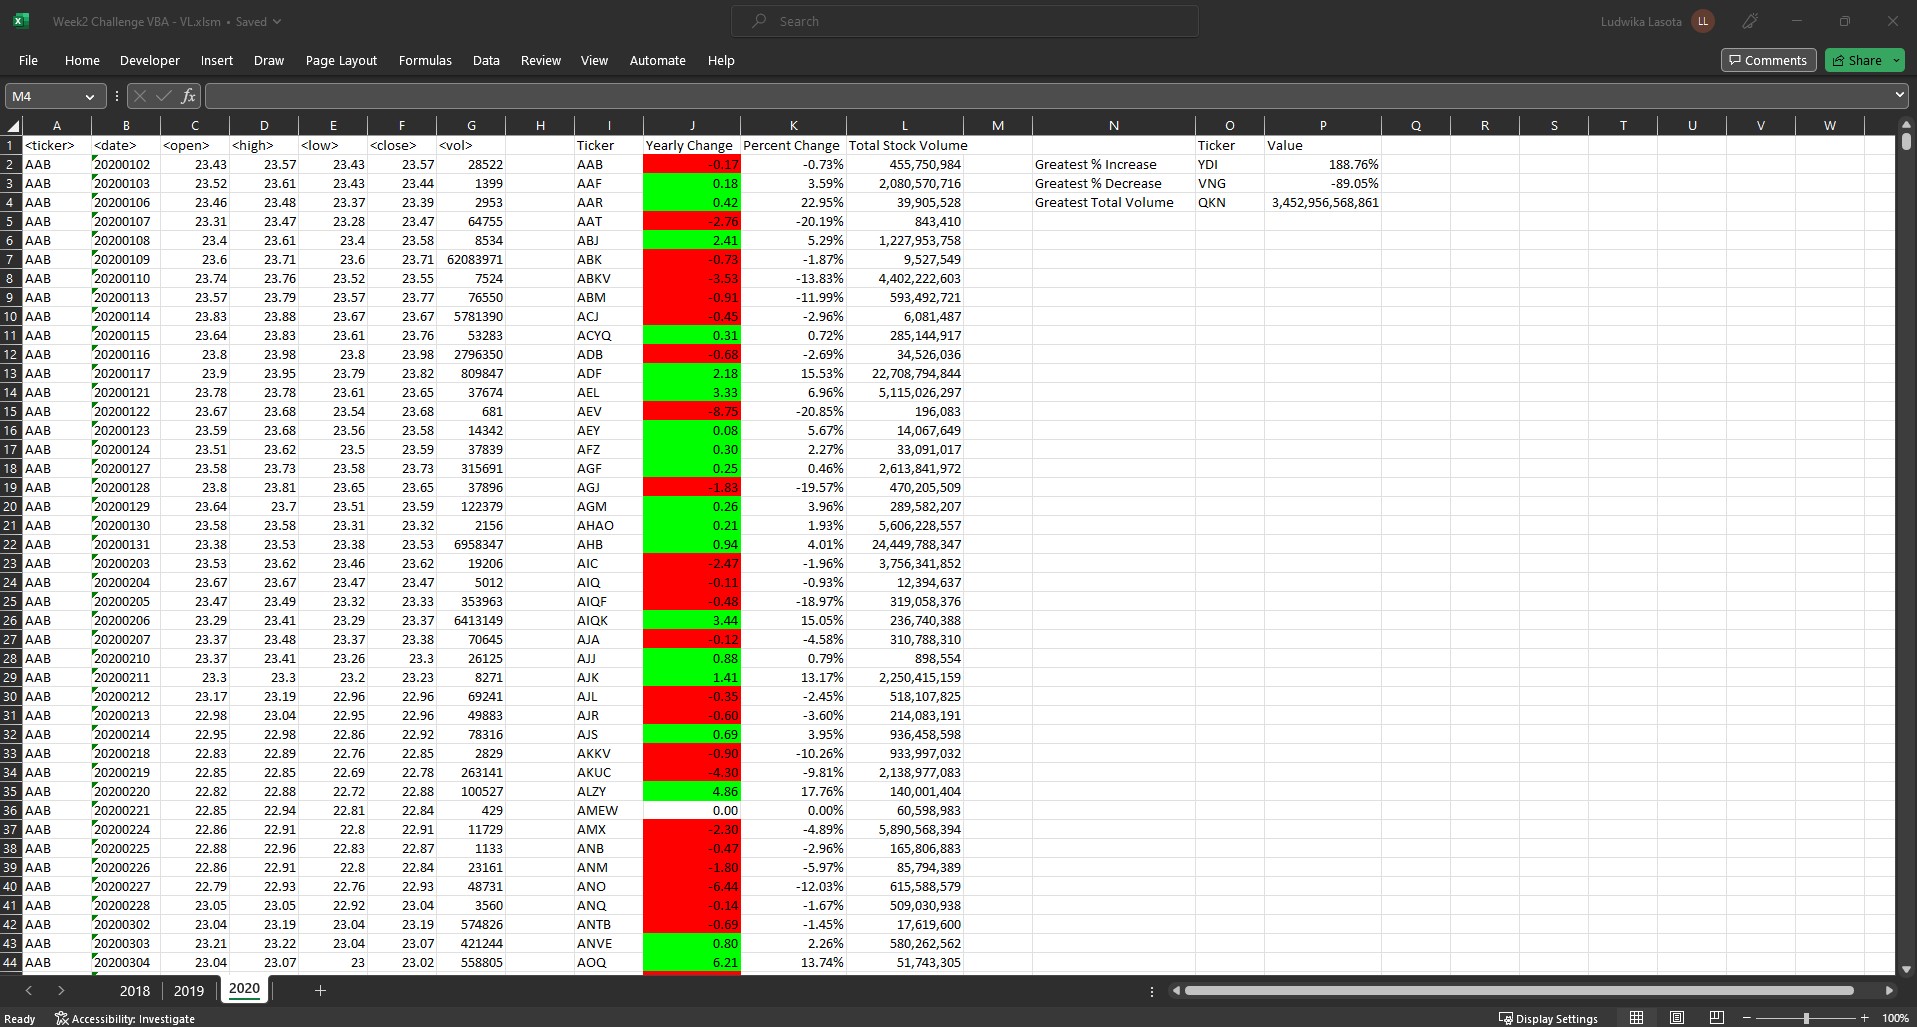 Week2 Challenge VBA - VL.xlsm • Saved Search Ludwika Lasota LL
File Home Developer Insert Draw Page Layout Formulas Data Review View Automate Help Comments Share
M4 fx
A B C D E F G H I J K L M N O P Q R S T U V W
1 <ticker> <date> <open> <high> <low> <close> <vol> Ticker Yearly Change Percent Change Total Stock Volume Ticker Value
2 AAB 20200102 23.43 23.57 23.43 23.57 28522 AAB -0.17 -0.73% 455,750,984 Greatest % Increase YDI 188.76%
3 AAB 20200103 23.52 23.61 23.43 23.44 1399 AAF 0.18 3.59% 2,080,570,716 Greatest % Decrease VNG -89.05%
4 AAB 20200106 23.46 23.48 23.37 23.39 2953 AAR 0.42 22.95% 39,905,528 Greatest Total Volume QKN 3,452,956,568,861
5 AAB 20200107 23.31 23.47 23.28 23.47 64755 AAT -2.76 -20.19% 843,410
6 AAB 20200108 23.4 23.61 23.4 23.58 8534 ABJ 2.41 5.29% 1,227,953,758
7 AAB 20200109 23.6 23.71 23.6 23.71 62083971 ABK -0.73 -1.87% 9,527,549
8 AAB 20200110 23.74 23.76 23.52 23.55 7524 ABKV -3.53 -13.83% 4,402,222,603
9 AAB 20200113 23.57 23.79 23.57 23.77 76550 ABM -0.91 -11.99% 593,492,721
10 AAB 20200114 23.83 23.88 23.67 23.67 5781390 ACJ -0.45 -2.96% 6,081,487
11 AAB 20200115 23.64 23.83 23.61 23.76 53283 ACYQ 0.31 0.72% 285,144,917
12 AAB 20200116 23.8 23.98 23.8 23.98 2796350 ADB -0.68 -2.69% 34,526,036
13 AAB 20200117 23.9 23.95 23.79 23.82 809847 ADF 2.18 15.53% 22,708,794,844
14 AAB 20200121 23.78 23.78 23.61 23.65 37674 AEL 3.33 6.96% 5,115,026,297
15 AAB 20200122 23.67 23.68 23.54 23.68 681 AEV -8.75 -20.85% 196,083
16 AAB 20200123 23.59 23.68 23.56 23.58 14342 AEY 0.08 5.67% 14,067,649
17 AAB 20200124 23.51 23.62 23.5 23.59 37839 AFZ 0.30 2.27% 33,091,017
18 AAB 20200127 23.58 23.73 23.58 23.73 315691 AGF 0.25 0.46% 2,613,841,972
19 AAB 20200128 23.8 23.81 23.65 23.65 37896 AGJ -1.83 -19.57% 470,205,509
20 AAB 20200129 23.64 23.7 23.51 23.59 122379 AGM 0.26 3.96% 289,582,207
21 AAB 20200130 23.58 23.58 23.31 23.32 2156 AHAO 0.21 1.93% 5,606,228,557
22 AAB 20200131 23.38 23.53 23.38 23.53 6958347 AHB 0.94 4.01% 24,449,788,347
23 AAB 20200203 23.53 23.62 23.46 23.62 19206 AIC -2.47 -1.96% 3,756,341,852
24 AAB 20200204 23.67 23.67 23.47 23.47 5012 AIQ -0.11 -0.93% 12,394,637
25 AAB 20200205 23.47 23.49 23.32 23.33 353963 AIQF -0.48 -18.97% 319,058,376
26 AAB 20200206 23.29 23.41 23.29 23.37 6413149 AIQK 3.44 15.05% 236,740,388
27 AAB 20200207 23.37 23.48 23.37 23.38 70645 AJA -0.12 -4.58% 310,788,310
28 AAB 20200210 23.37 23.41 23.26 23.3 26125 AJJ 0.88 0.79% 898,554
29 AAB 20200211 23.3 23.3 23.2 23.23 8271 AJK 1.41 13.17% 2,250,415,159
30 AAB 20200212 23.17 23.19 22.96 22.96 69241 AJL -0.35 -2.45% 518,107,825
31 AAB 20200213 22.98 23.04 22.95 22.96 49883 AJR -0.60 -3.60% 214,083,191
32 AAB 20200214 22.95 22.98 22.86 22.92 78316 AJS 0.69 3.95% 936,458,598
33 AAB 20200218 22.83 22.89 22.76 22.85 2829 AKKV -0.90 -10.26% 933,997,032
34 AAB 20200219 22.85 22.85 22.69 22.78 263141 AKUC -4.30 -9.81% 2,138,977,083
35 AAB 20200220 22.82 22.88 22.72 22.88 100527 ALZY 4.86 17.76% 140,001,404
36 AAB 20200221 22.85 22.94 22.81 22.84 429 AMEW 0.00 0.00% 60,598,983
37 AAB 20200224 22.86 22.91 22.8 22.91 11729 AMX -2.30 -4.89% 5,890,568,394
38 AAB 20200225 22.88 22.96 22.83 22.87 1133 ANB -0.47 -2.96% 165,806,883
39 AAB 20200226 22.86 22.91 22.8 22.84 23161 ANM -1.80 -5.97% 85,794,389
40 AAB 20200227 22.79 22.93 22.76 22.93 48731 ANO -6.44 -12.03% 615,588,579
41 AAB 20200228 23.05 23.05 22.92 23.04 3560 ANQ -0.14 -1.67% 509,030,938
42 AAB 20200302 23.04 23.19 23.04 23.19 574826 ANTB -0.69 -1.45% 17,619,600
43 AAB 20200303 23.21 23.22 23.04 23.07 421244 ANVE 0.80 2.26% 580,262,562
44 AAB 20200304 23.04 23.07 23 23.02 558805 AOQ 6.21 13.74% 51,743,305
2018 2019 2020 +
Ready Accessibility: Investigate Display Settings 100%